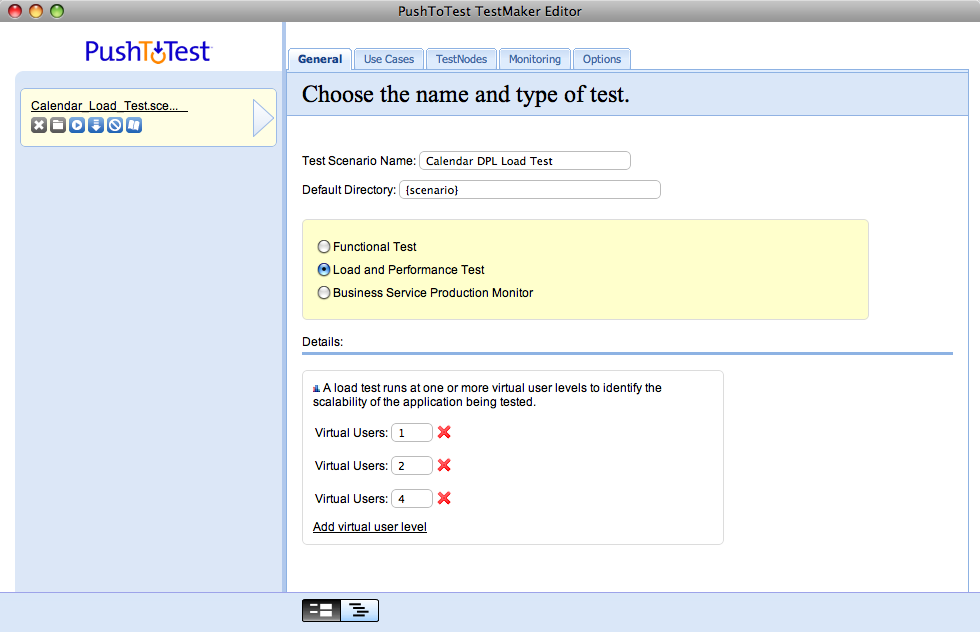 PushToTest TestMaker Editor
PushToTest
Calendar_Load_Test.sce...
General
Use Cases
TestNodes
Monitoring
Options
Choose the name and type of test.
Test Scenario Name: Calendar DPL Load Test
Default Directory: {scenario}
Functional Test
Load and Performance Test
Business Service Production Monitor
Details:
A load test runs at one or more virtual user levels to identify the
scalability of the application being tested.
Virtual Users: 1
Virtual Users: 2
Virtual Users: 4
Add virtual user level